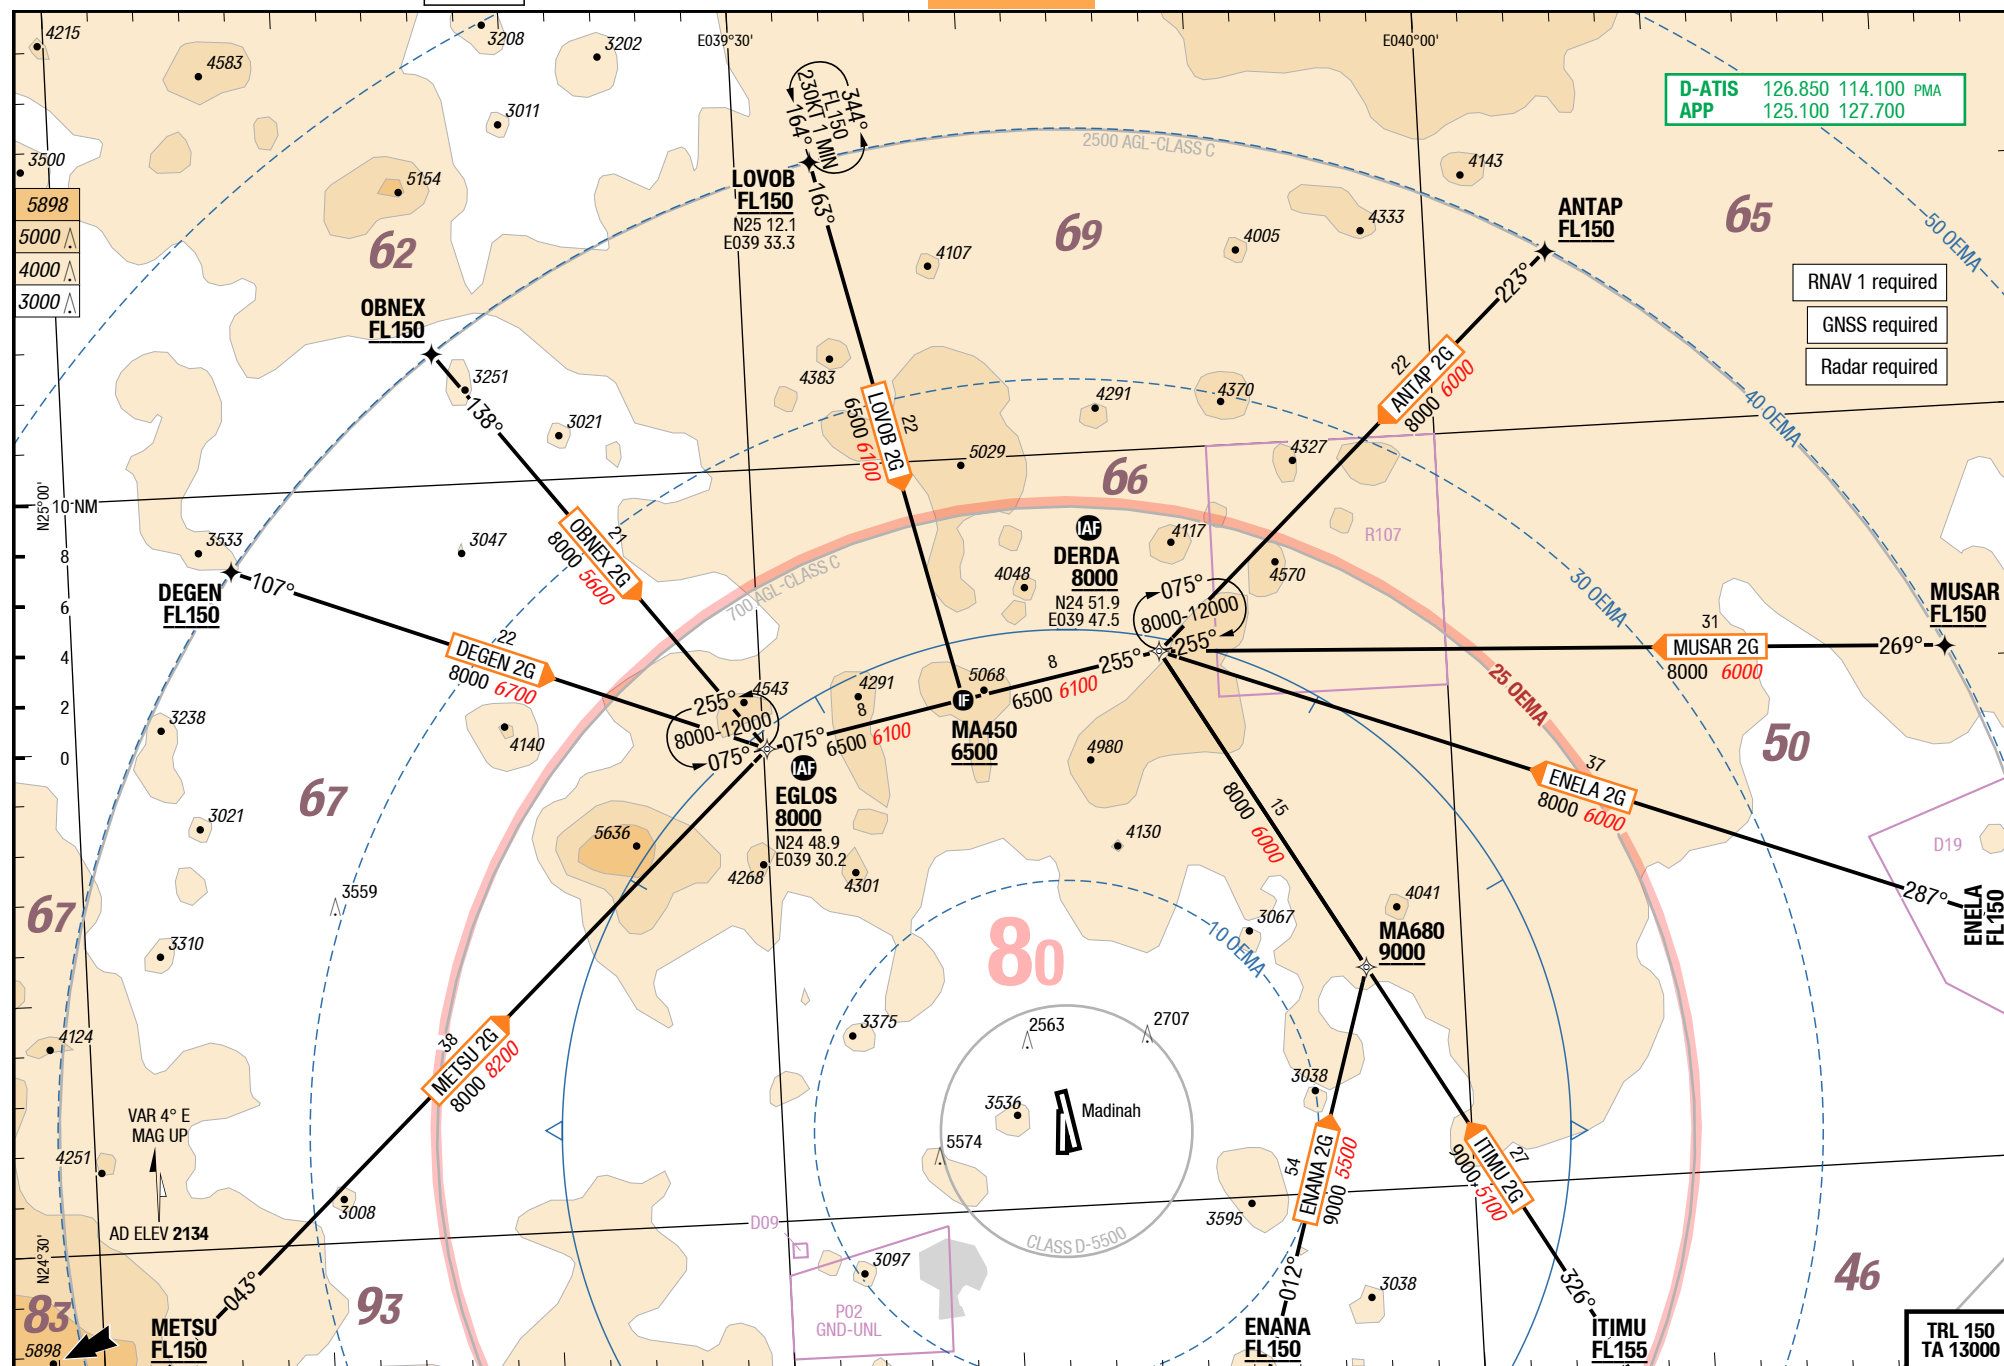 4215
4583
3208
3202
3011
3500
5154
5898
5000
4000
3000
62
E039°30'
E040°00'
D-ATIS 126.850 114.100 PMA
APP 125.100 127.700
344°
FL150
230KT 1 MIN
164°
LOVOB
FL150
N25 12.1
E039 33.3
163°
2500 AGL-CLASS C
69
4107
4005
4333
4143
ANTAP
FL150
65
50 OEMA
223°
RNAV 1 required
GNSS required
Radar required
OBNEX
FL150
3251
138°
3021
4383
4291
4370
22
LOVOB 2G
6500 6100
5029
22
ANTAP 2G
8000 6000
40 OEMA
4327
66
R107
N25°00'
10 NM
8
6
4
2
0
3533
3047
21
OBNEX 2G
8000 5600
700 AGL-CLASS C
DEGEN
FL150
107°
22
DEGEN 2G
8000 6700
IAF
DERDA
8000
N24 51.9
E039 47.5
4048
4117
4570
075°
8000-12000
255°
30 OEMA
MUSAR
FL150
31
MUSAR 2G
8000 6000
269°
25 OEMA
3238
4140
255°
4543
8000-12000
075°
4291
8
075°
6500 6100
5068
IF
MA450
6500
8
255°
6500 6100
4980
50
IAF
EGLOS
8000
N24 48.9
E039 30.2
37
ENELA 2G
8000 6000
67
3021
5636
4268
4301
4130
15
8000 6000
D19
287°
ENELA
FL150
67
3559
3310
80
10 OEMA
3067
4041
MA680
9000
4124
38
METSU 2G
8000 8200
3375
2563
2707
3038
3536
Madinah
5574
VAR 4° E
MAG UP
4251
AD ELEV 2134
3008
54
ENANA 2G
9000 5500
27
ITIMU 2G
9000 5100
3595
CLASS D-5500
D09
3097
P02
GND-UNL
N24°30'
83
5898
043°
METSU
FL150
93
012°
ENANA
FL150
3038
326°
ITIMU
FL155
46
TRL 150
TA 13000